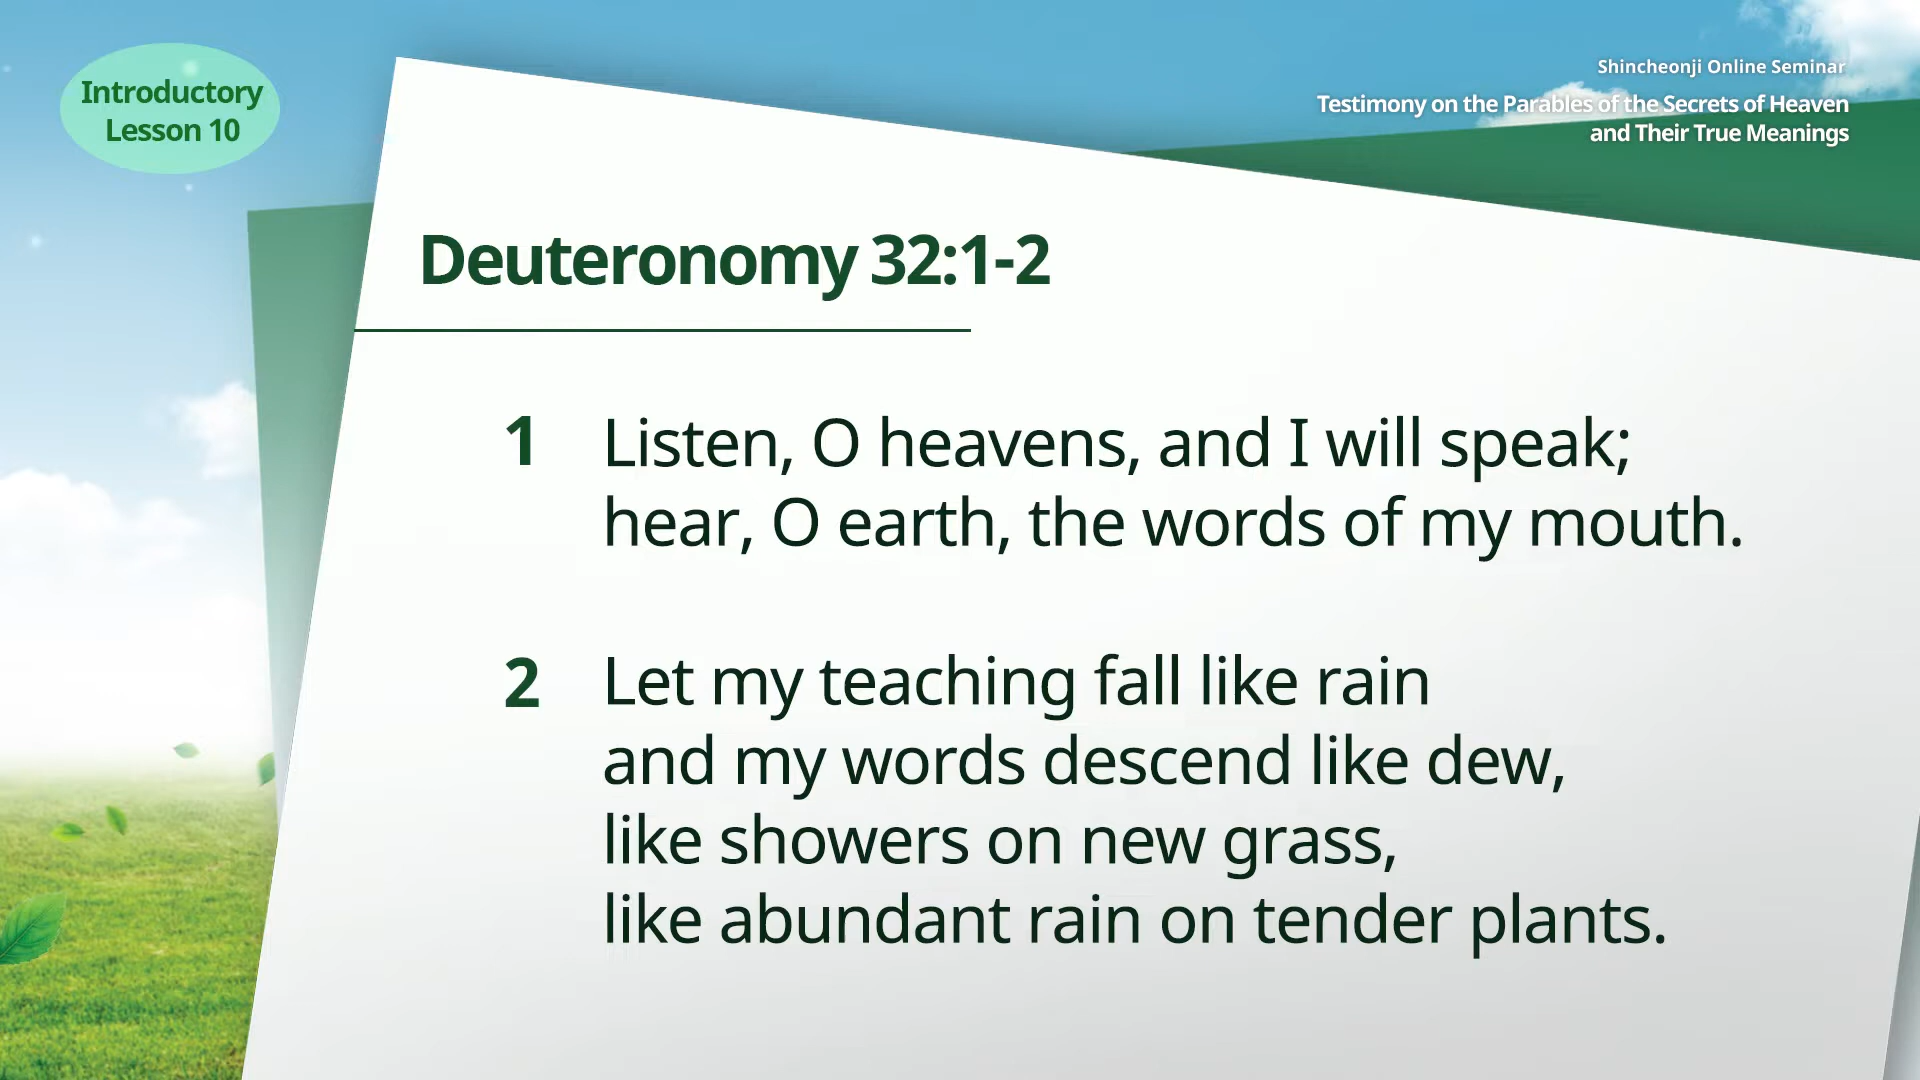 Introductory
Lesson 10
Shincheonji Online Seminar
Testimony on the Parables of the Secrets of Heaven
and Their True Meanings
Deuteronomy 32:1-2
1 Listen, O heavens, and I will speak;
hear, O earth, the words of my mouth.
2 Let my teaching fall like rain
and my words descend like dew,
like showers on new grass,
like abundant rain on tender plants.